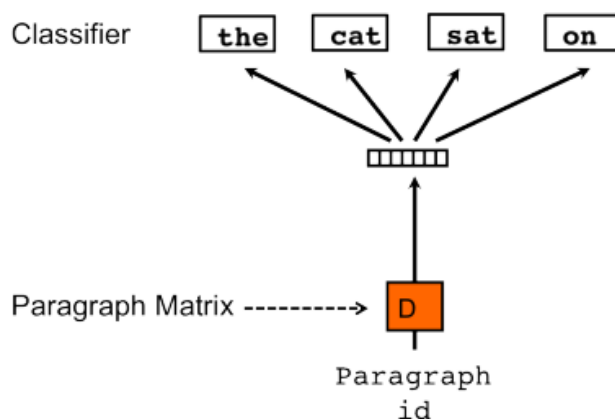 Classifier
the cat sat on
Paragraph Matrix
D
Paragraph
id